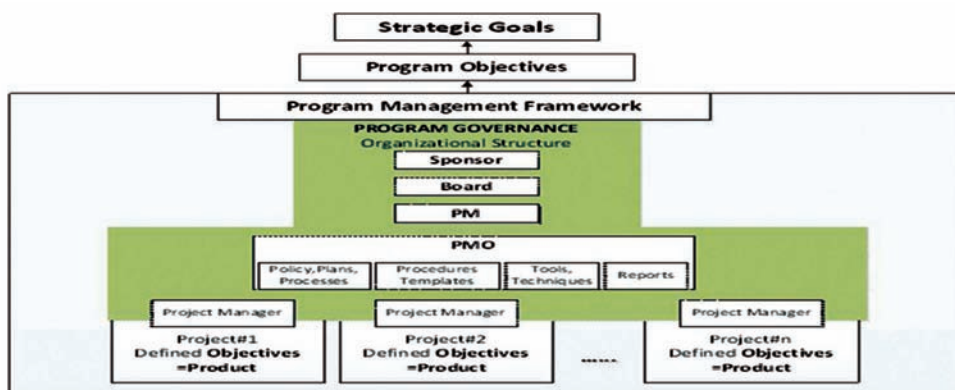 Strategic Goals
Program Objectives
Program Management Framework
PROGRAM GOVERNANCE
Organizational Structure
Sponsor
Board
PM
PMO
Policy,Plans,
Processes
Procedures
Templates
Tools,
Techniques
Reports
Project Manager
Project#1
Defined Objectives
=Product
Project Manager
Project#2
Defined Objectives
=Product
......
Project Manager
Project#n
Defined Objectives
=Product